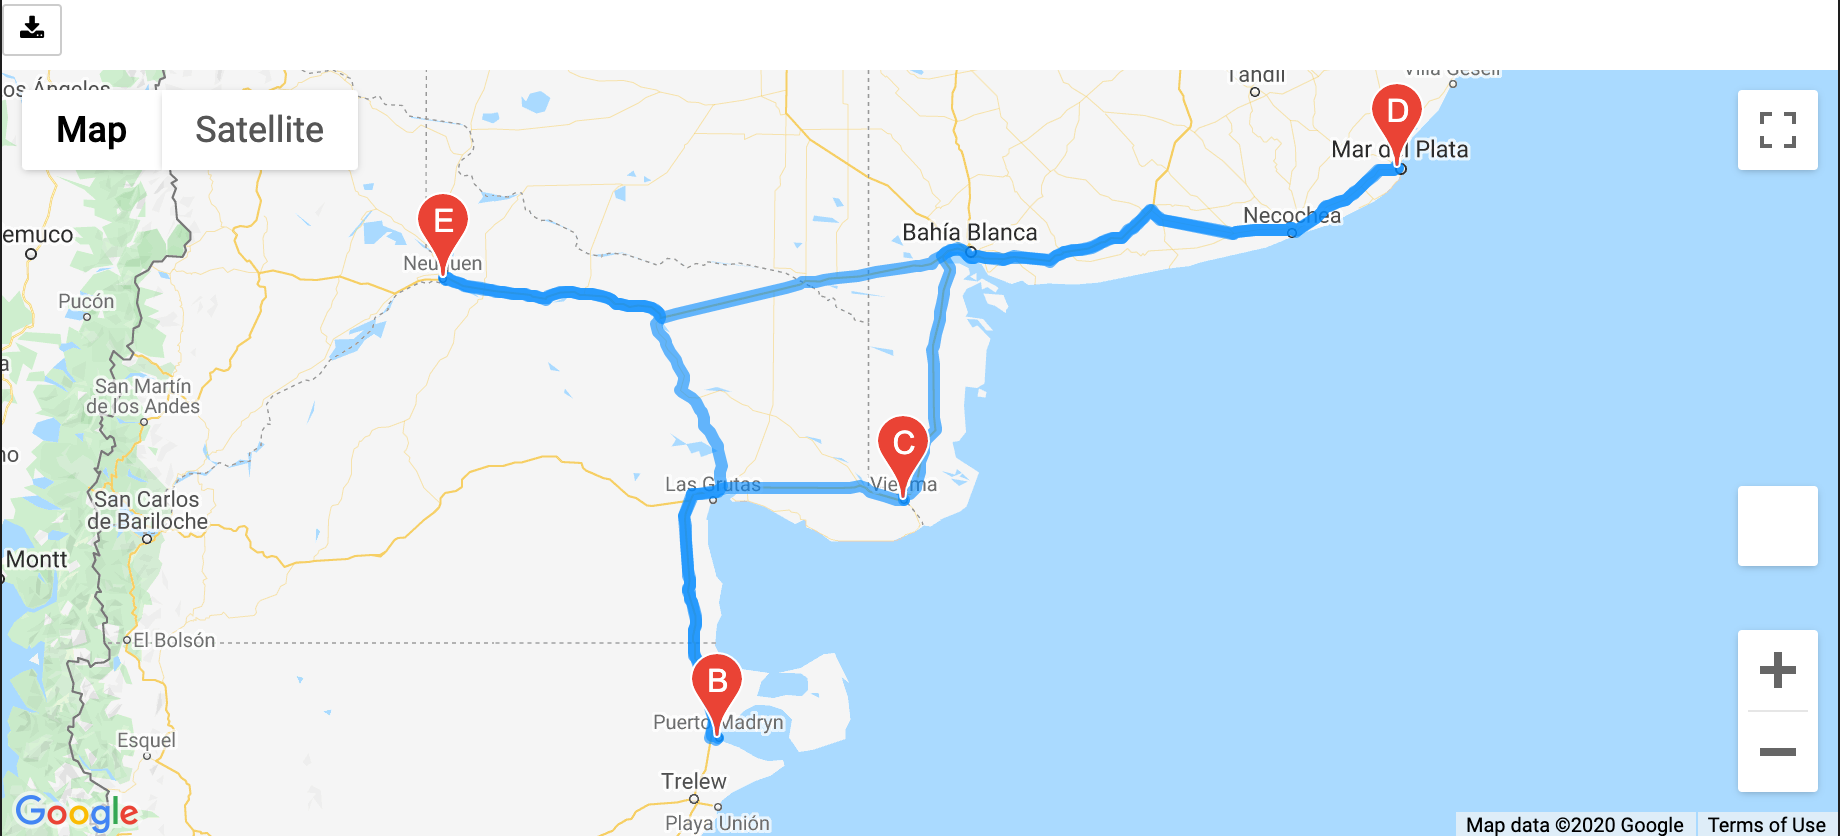 Tandil
Villa Gesell
os Ángeles
Map
Satellite
D
Mar del Plata
E
Necochea
Bahía Blanca
emuco
Neuquen
Pucón
San Martín
de los Andes
C
Viedma
Las Grutas
San Carlos
de Bariloche
Montt
El Bolsón
B
Puerto Madryn
Esquel
Trelew
Playa Unión
Google
Map data ©2020 Google
Terms of Use